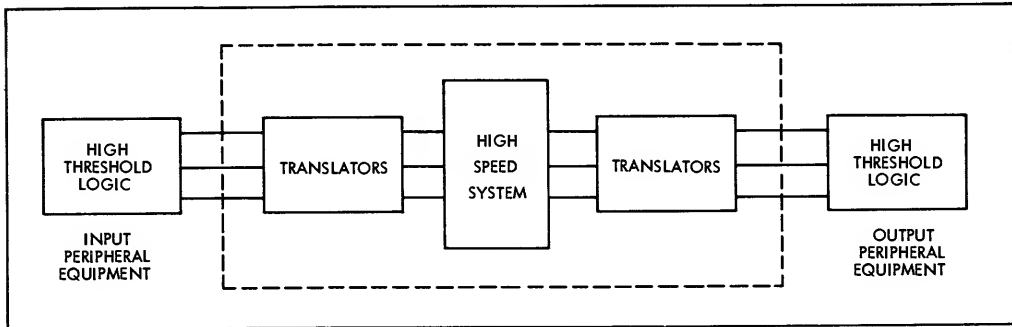 HIGH
THRESHOLD
LOGIC
INPUT
PERIPHERAL
EQUIPMENT
TRANSLATORS
HIGH
SPEED
SYSTEM
TRANSLATORS
HIGH
THRESHOLD
LOGIC
OUTPUT
PERIPHERAL
EQUIPMENT